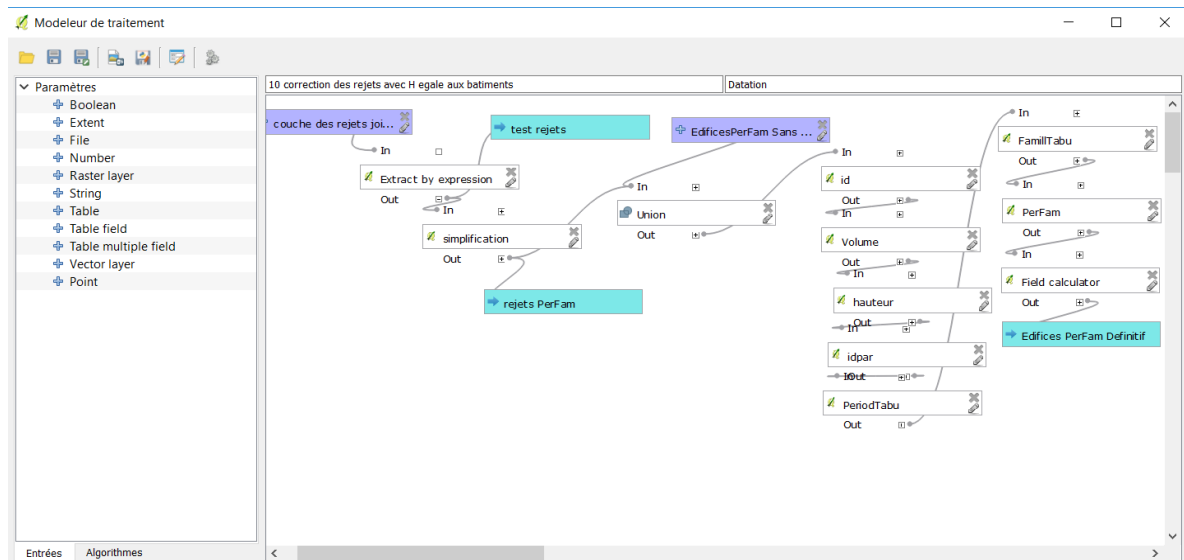 Modeleur de traitement
Paramètres
Boolean
Extent
File
Number
Raster layer
String
Table
Table field
Table multiple field
Vector layer
Point
Entrées
Algorithmes
10 correction des rejets avec H egale aux batiments
Datation
couche des rejets joi...
In
Extract by expression
Out
In
simplification
Out
test rejets
rejets PerFam
EdificesPerFam Sans ...
In
Union
Out
In
id
Out
In
Volume
Out
In
hauteur
Out
In
idpar
Out
In
PeriodTabu
Out
In
FamillTabu
Out
In
PerFam
Out
In
Field calculator
Out
Edifices PerFam Definitif